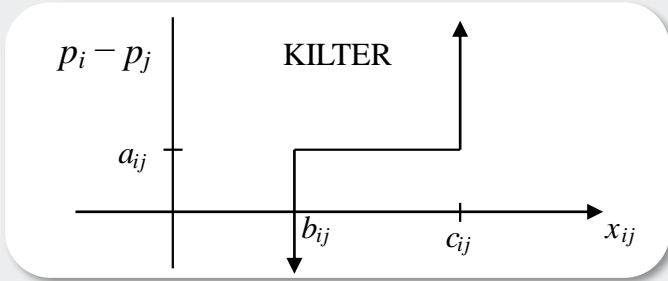 p_i − p_j
KILTER
a_ij
b_ij
c_ij
x_ij